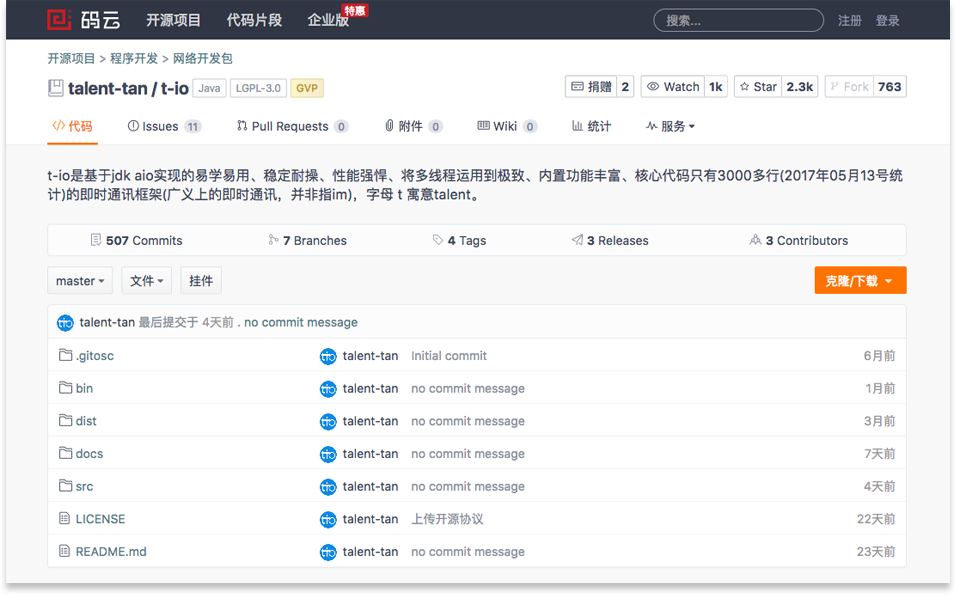 码云 开源项目 代码片段 企业版 特惠 搜索... 注册 登录
开源项目 > 程序开发 > 网络开发包
talent-tan / t-io Java LGPL-3.0 GVP 捐赠 2 Watch 1k Star 2.3k Fork 763
代码 Issues 11 Pull Requests 0 附件 0 Wiki 0 统计 服务
t-io是基于jdk aio实现的易学易用、稳定耐操、性能强悍、将多线程运用到极致、内置功能丰富、核心代码只有3000多行(2017年05月13号统
计)的即时通讯框架(广义上的即时通讯，并非指im)，字母 t 寓意talent。
507 Commits 7 Branches 4 Tags 3 Releases 3 Contributors
master 文件 挂件 克隆/下载
tio talent-tan 最后提交于 4天前 . no commit message
.gitosc tio talent-tan Initial commit 6月前
bin tio talent-tan no commit message 1月前
dist tio talent-tan no commit message 3月前
docs tio talent-tan no commit message 7天前
src tio talent-tan no commit message 4天前
LICENSE tio talent-tan 上传开源协议 22天前
README.md tio talent-tan no commit message 23天前